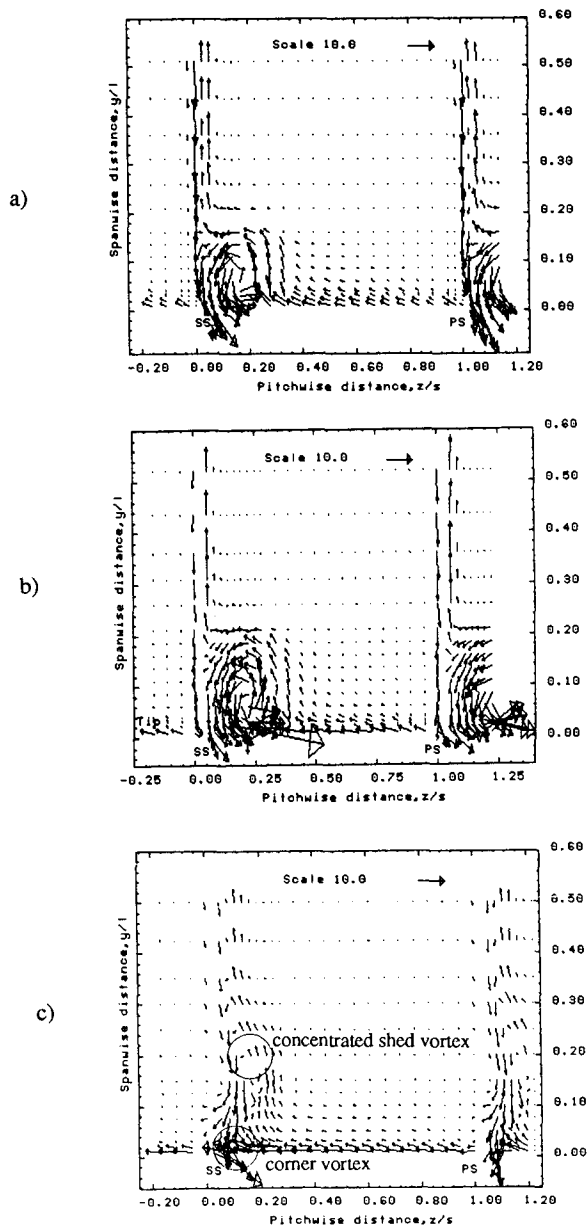 a)
Scale 10.0
Spanwise distance,y/l
0.60
0.50
0.40
0.30
0.20
0.10
0.00
SS
PS
-0.20 0.00 0.20 0.40 0.60 0.80 1.00 1.20
Pitchwise distance,z/s
b)
Scale 10.0
Spanwise distance,y/l
0.60
0.50
0.40
0.30
0.20
0.10
0.00
Tip
SS
PS
-0.25 0.00 0.25 0.50 0.75 1.00 1.25
Pitchwise distance,z/s
c)
Scale 10.0
Spanwise distance,y/l
0.60
0.50
0.40
0.30
0.20
0.10
0.00
concentrated shed vortex
corner vortex
SS
PS
-0.20 0.00 0.20 0.40 0.60 0.80 1.00 1.20
Pitchwise distance,z/s